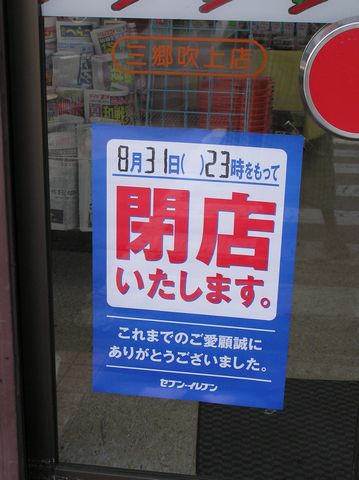 三郷吹上店
8月31日( )23時をもって
閉店
いたします。
これまでのご愛顧誠に
ありがとうございました。
セブン-イレブン